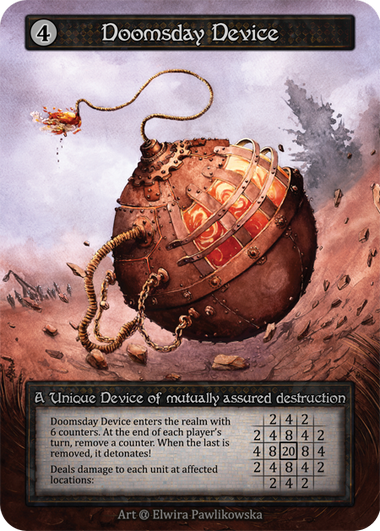 4
Doomsday Device
A Unique Device of mutually assured destruction
Doomsday Device enters the realm with
6 counters. At the end of each player's
turn, remove a counter. When the last is
removed, it detonates!
Deals damage to each unit at affected
locations:
2 4 2
2 4 8 4 2
4 8 20 8 4
2 4 8 4 2
2 4 2
Art @ Elwira Pawlikowska